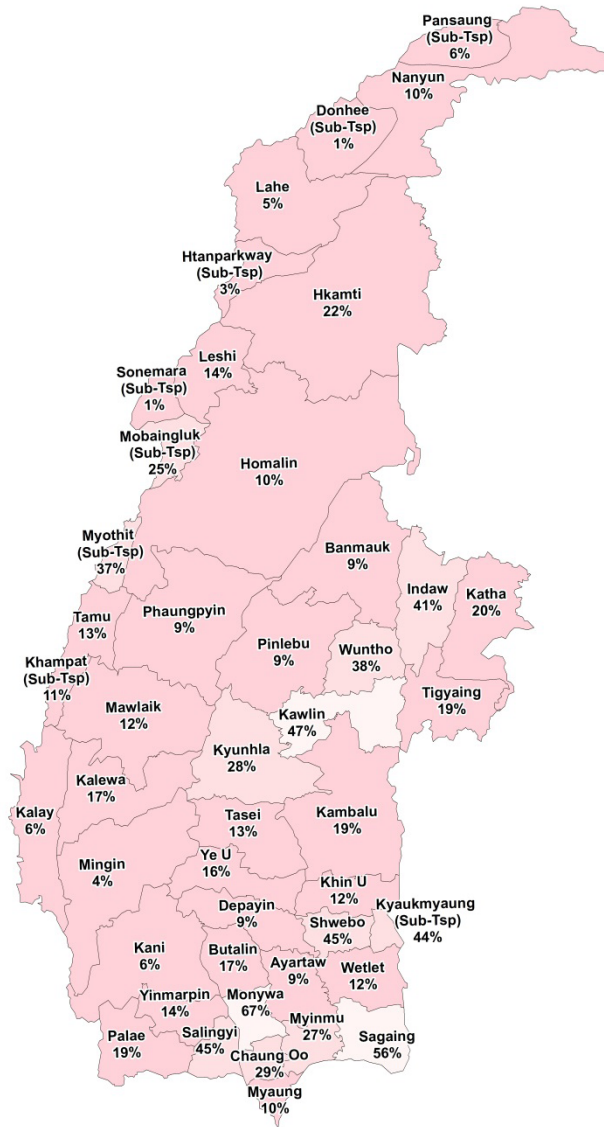 Pansaung
(Sub-Tsp)
6%
Nanyun
10%
Donhee
(Sub-Tsp)
1%
Lahe
5%
Htanparkway
(Sub-Tsp)
3%
Hkamti
22%
Leshi
14%
Sonemara
(Sub-Tsp)
1%
Mobaingluk
(Sub-Tsp)
25%
Homalin
10%
Myothit
(Sub-Tsp)
37%
Banmauk
9%
Indaw
41%
Katha
20%
Tamu
13%
Phaungpyin
9%
Pinlebu
9%
Wuntho
38%
Khampat
(Sub-Tsp)
11%
Mawlaik
12%
Tigyaing
19%
Kawlin
47%
Kyunhla
28%
Kalewa
17%
Kalay
6%
Tasei
13%
Kambalu
19%
Mingin
4%
Ye U
16%
Khin U
12%
Kyaukmyaung
(Sub-Tsp)
44%
Depayin
9%
Shwebo
45%
Kani
6%
Butalin
17%
Ayartaw
9%
Wetlet
12%
Yinmarpin
14%
Monywa
67%
Myinmu
27%
Sagaing
56%
Palae
19%
Salingyi
45%
Chaung Oo
29%
Myaung
10%